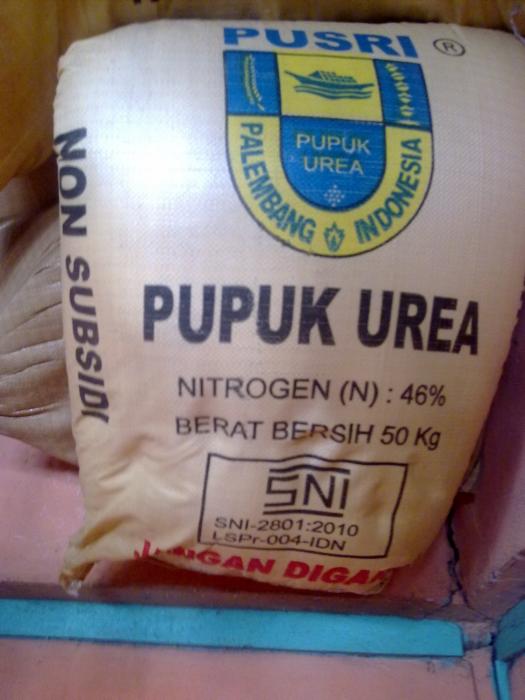 PUSRI ®
PUPUK
UREA
PALEMBANG INDONESIA
NON SUBSIDI
PUPUK UREA
NITROGEN (N) : 46%
BERAT BERSIH 50 Kg
SNI
SNI-2801:2010
LSPr-004-IDN